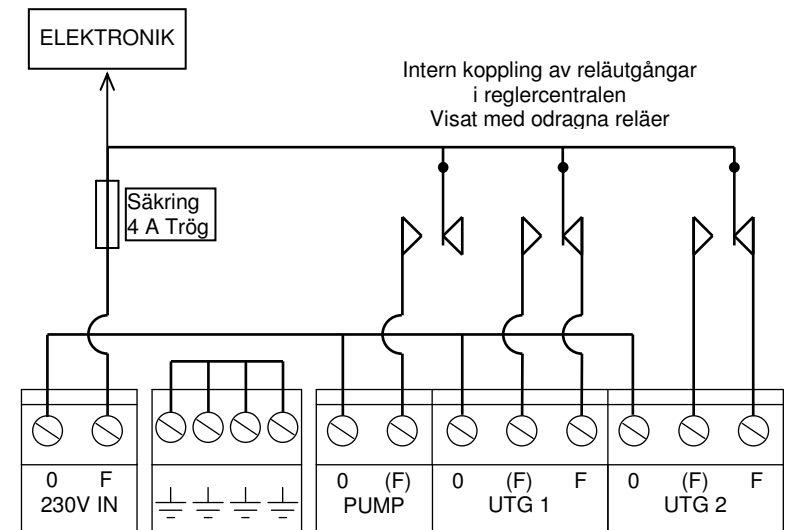 ELEKTRONIK
Intern koppling av reläutgångar
i reglercentralen
Visat med odragna reläer
Säkring
4 A Trög
0 F
230V IN
0 (F)
PUMP
0 (F) F
UTG 1
0 (F) F
UTG 2